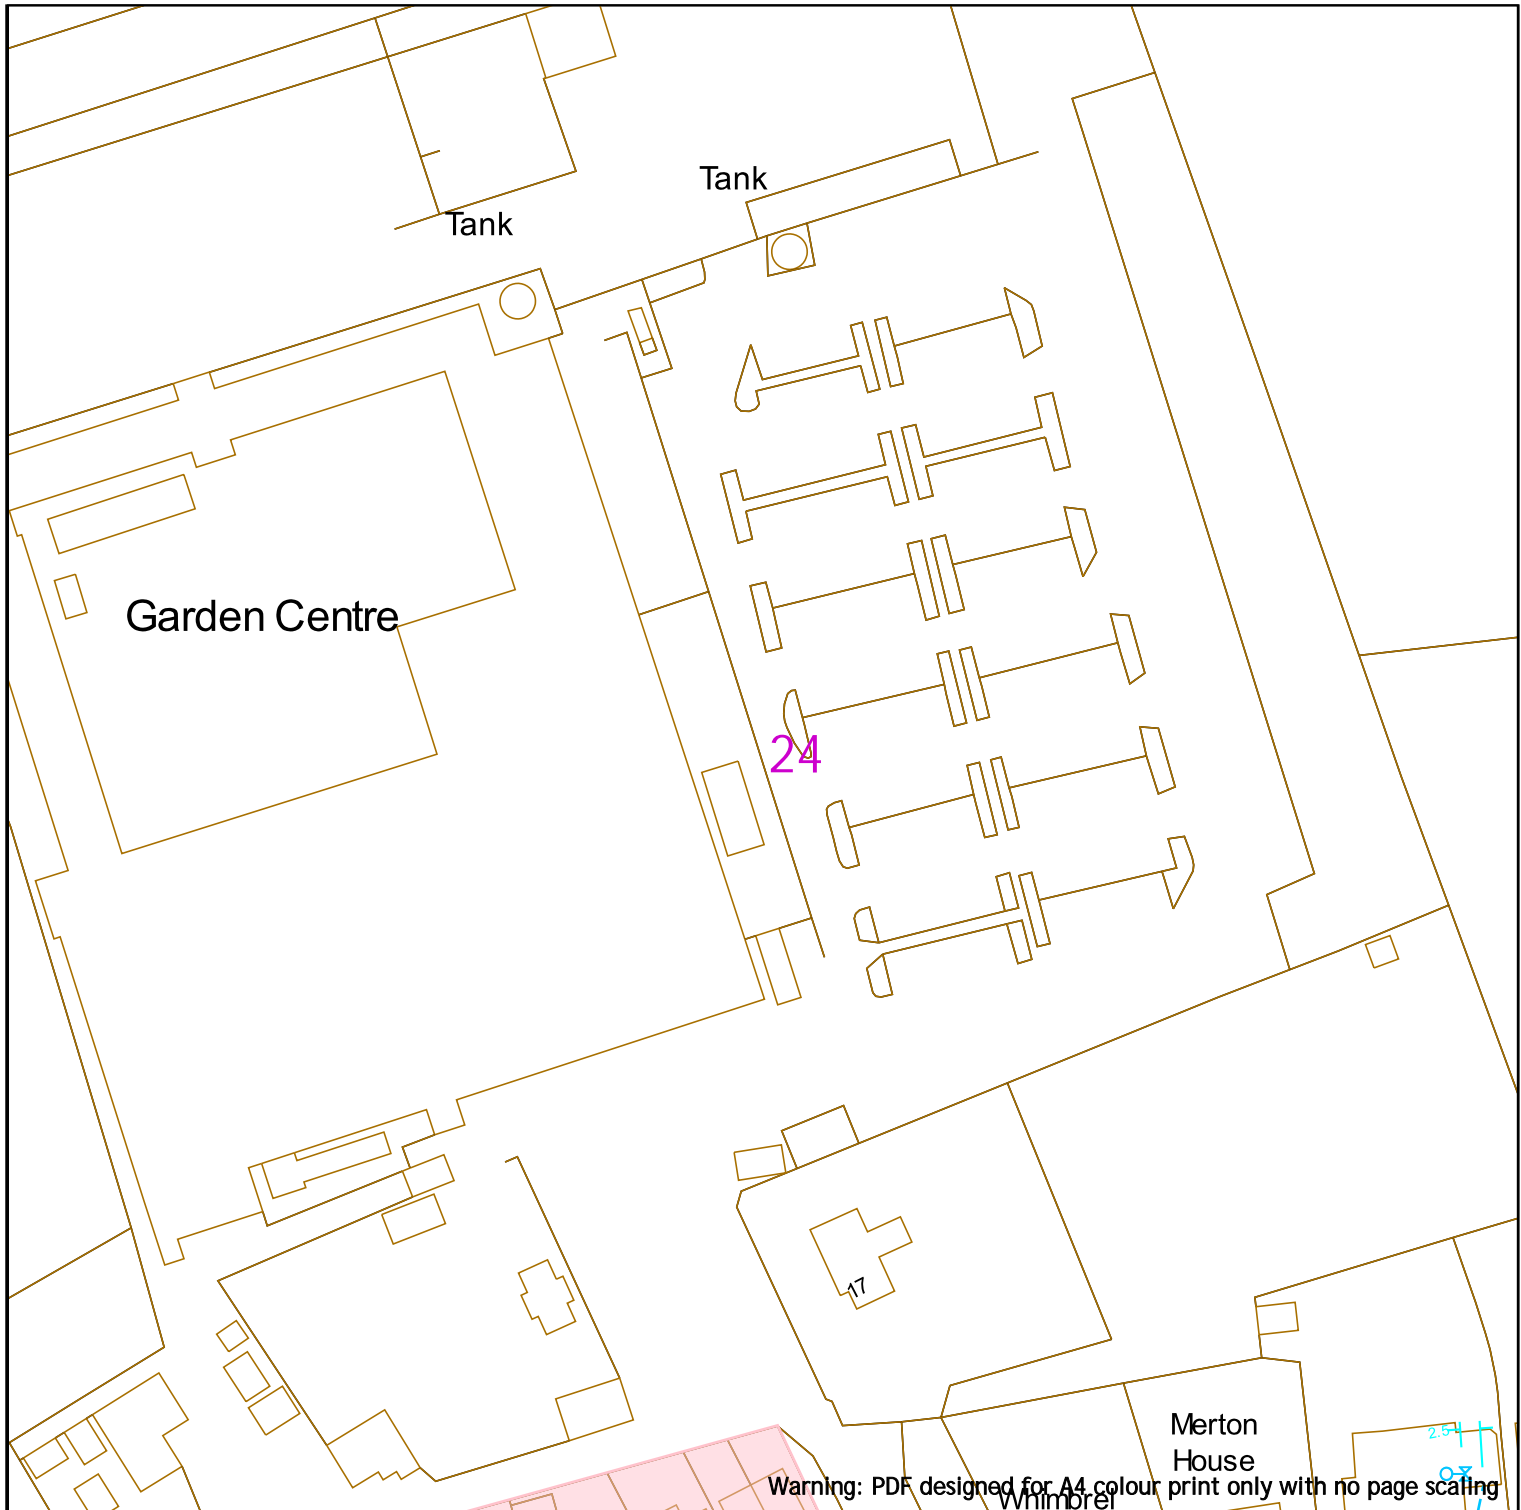 Tank
Tank
Garden Centre
24
17
Merton
House
2.5
Warning: PDF designed for A4 colour print only with no page scaling
Whimbrel